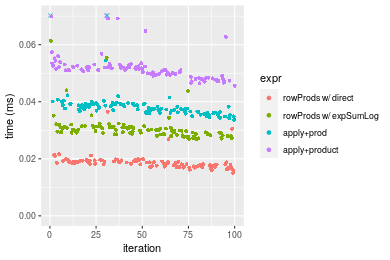 0.06
0.04
0.02
0.00
0
25
50
75
100
time (ms)
iteration
expr
rowProds w/ direct
rowProds w/ expSumLog
apply+prod
apply+product